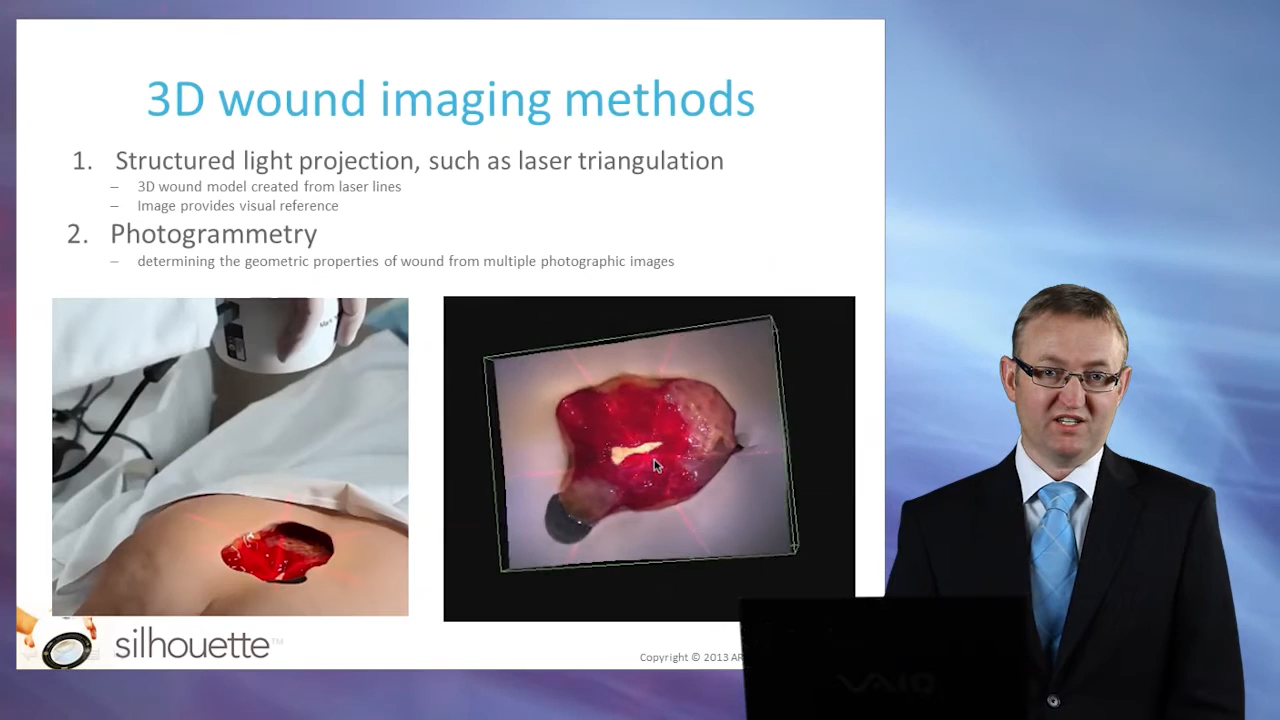 3D wound imaging methods
1. Structured light projection, such as laser triangulation
– 3D wound model created from laser lines
– Image provides visual reference
2. Photogrammetry
– determining the geometric properties of wound from multiple photographic images
silhouette™
Copyright © 2013 AR
VAIO